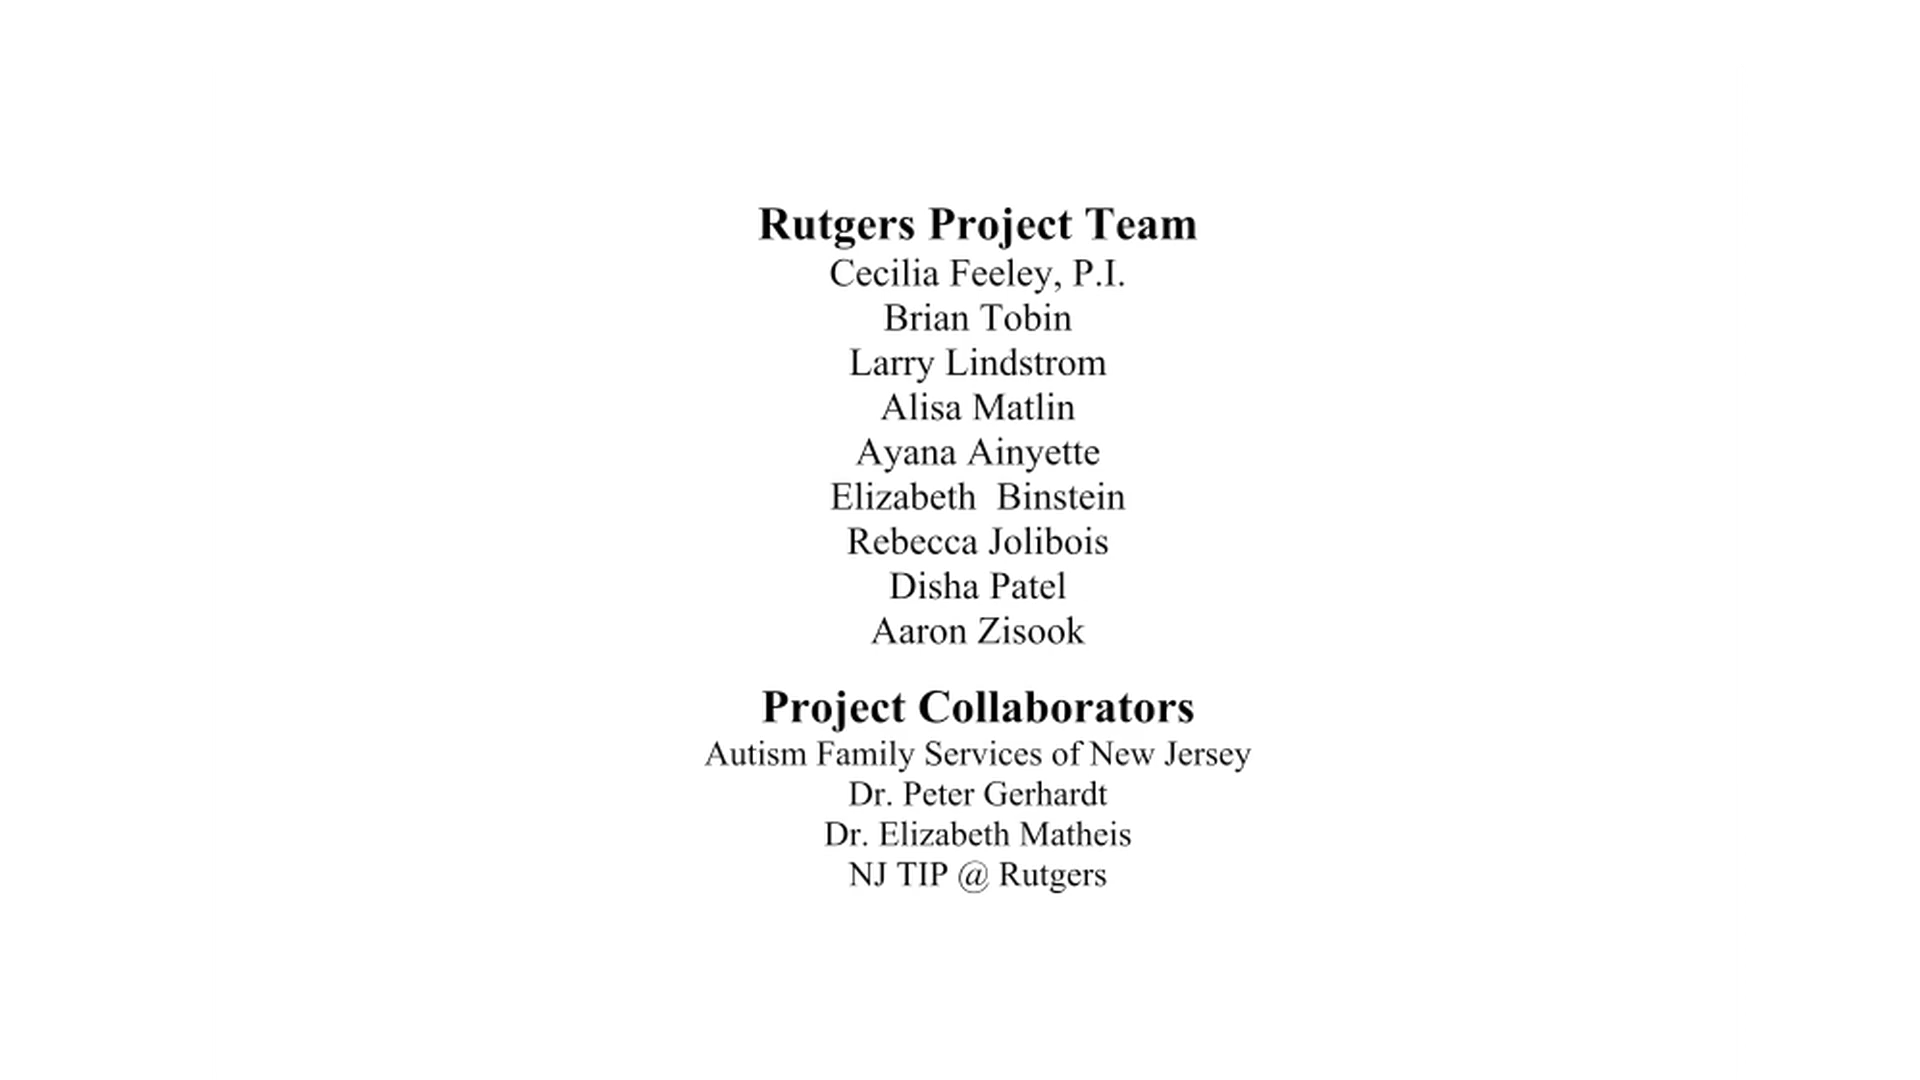 Rutgers Project Team
Cecilia Feeley, P.I.
Brian Tobin
Larry Lindstrom
Alisa Matlin
Ayana Ainyette
Elizabeth  Binstein
Rebecca Jolibois
Disha Patel
Aaron Zisook
Project Collaborators
Autism Family Services of New Jersey
Dr. Peter Gerhardt
Dr. Elizabeth Matheis
NJ TIP @ Rutgers